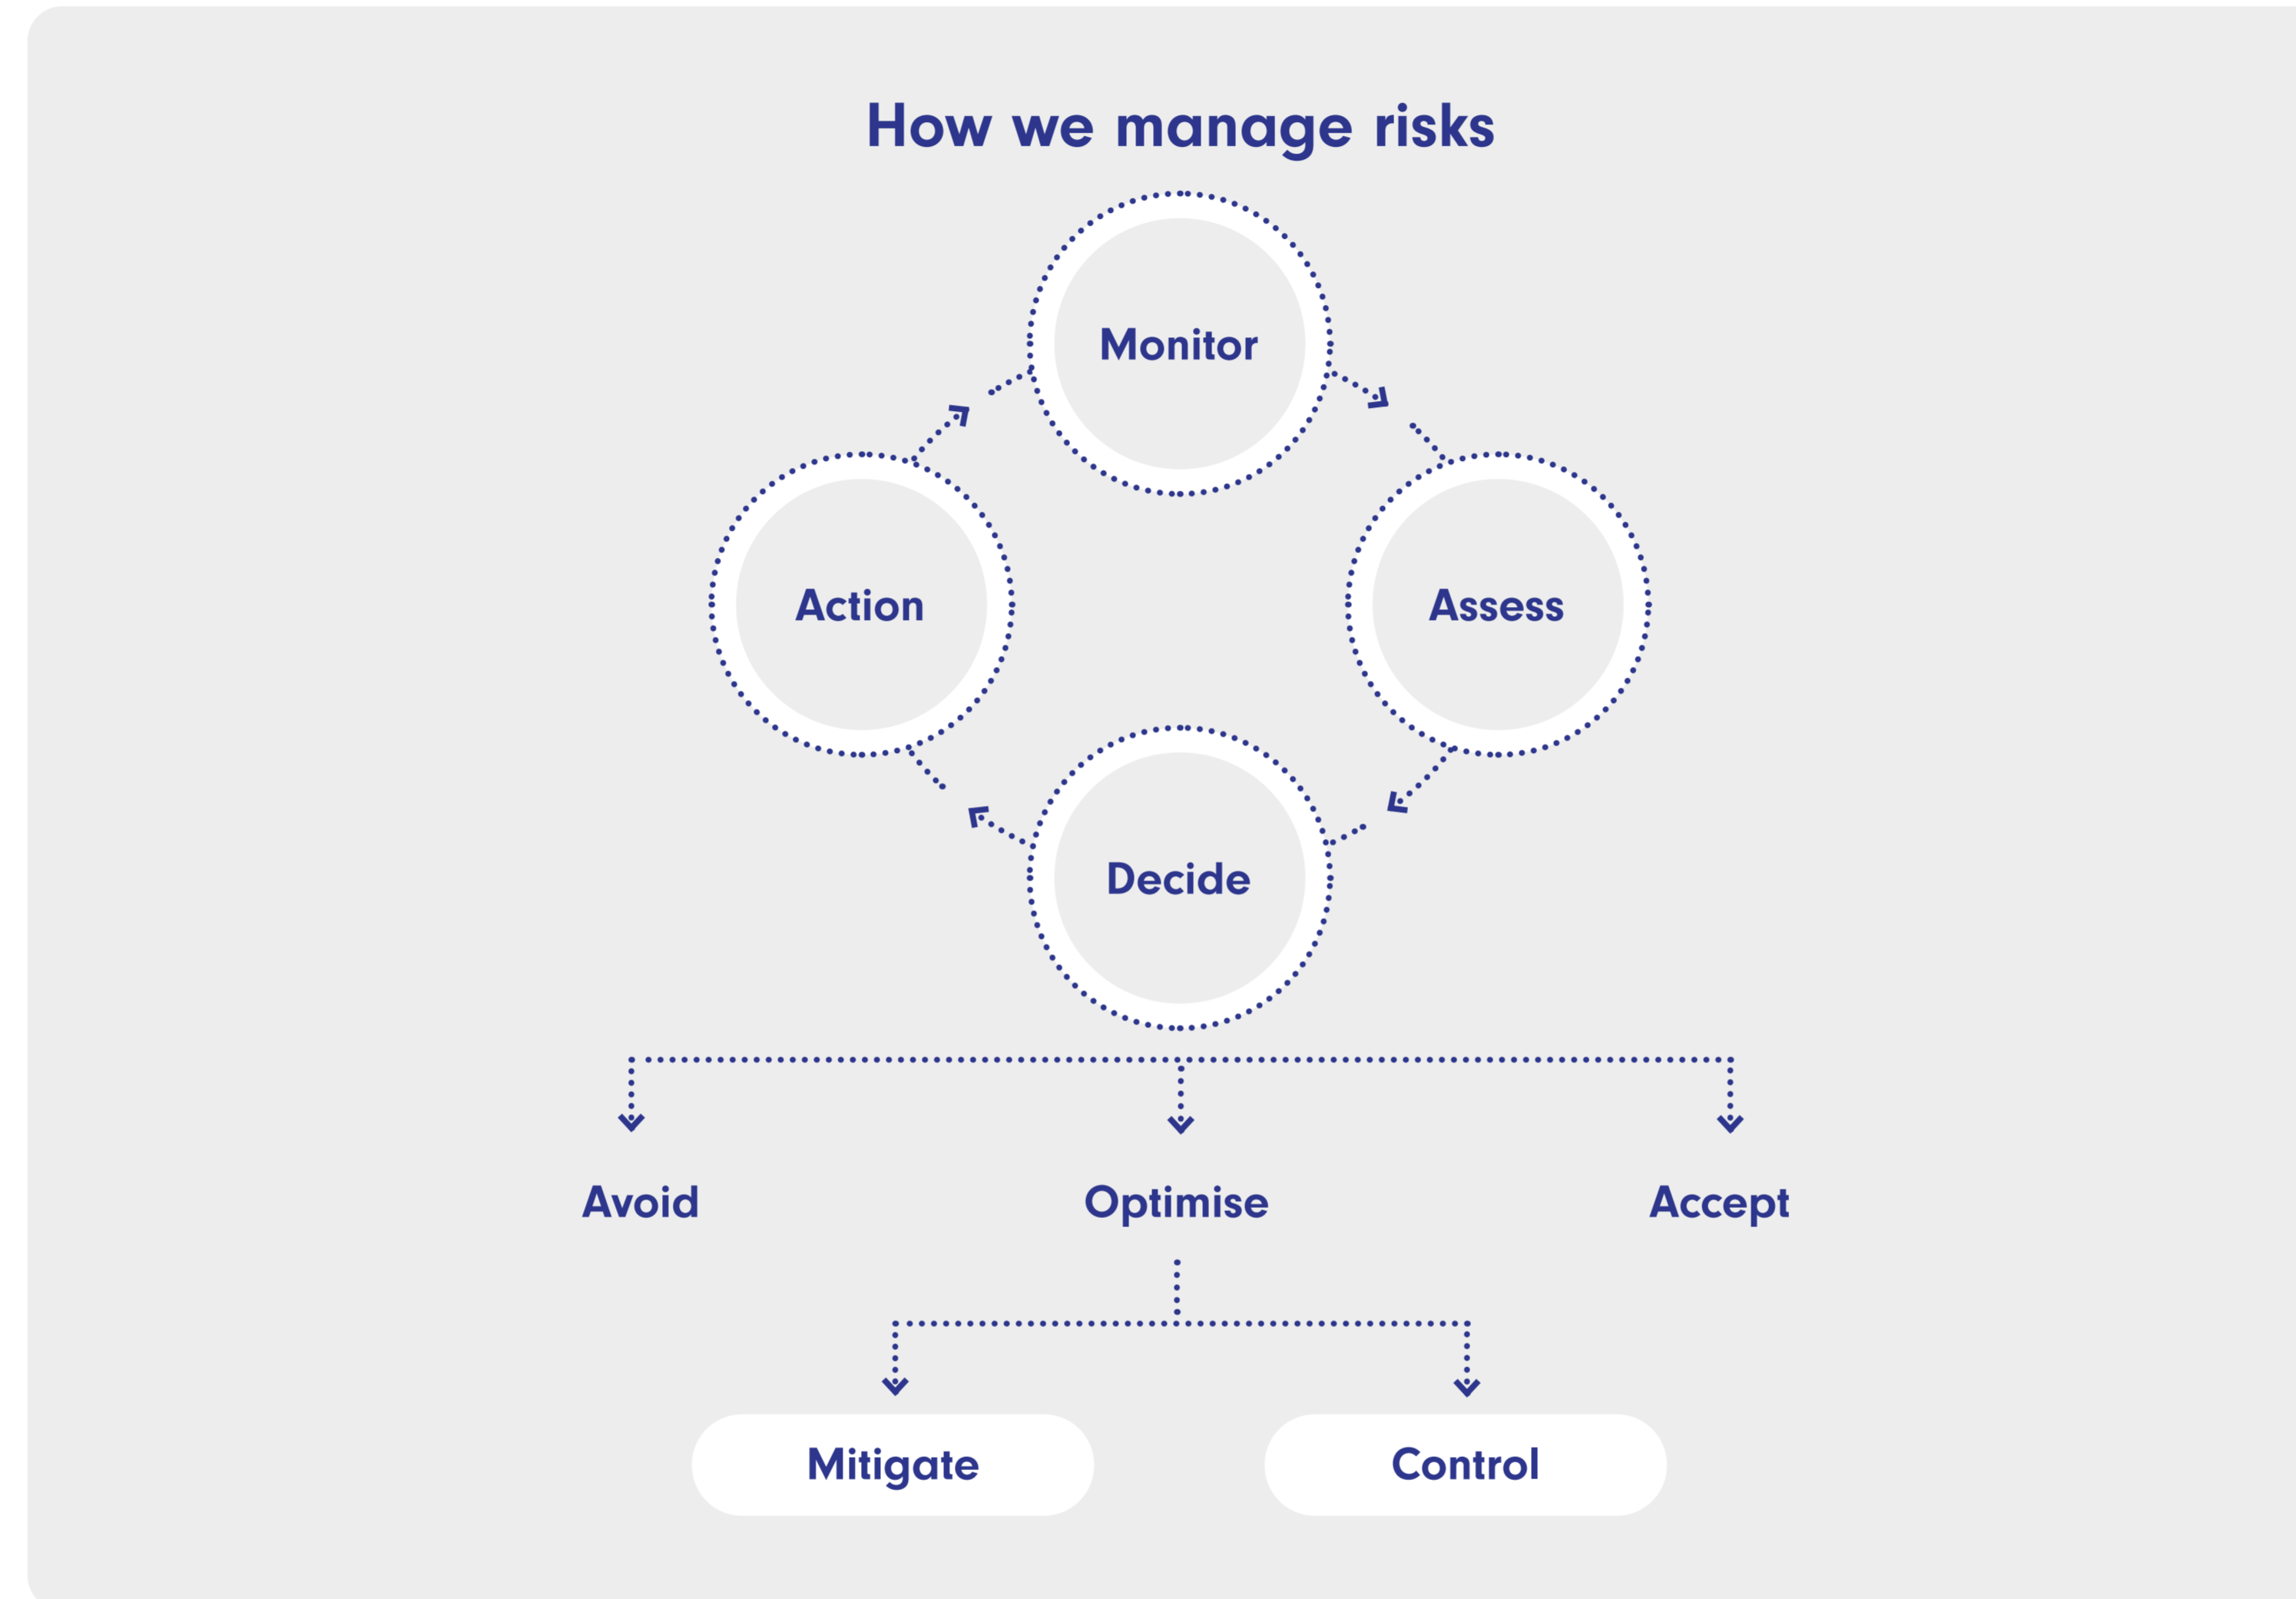 How we manage risks
Monitor
Action
Assess
Decide
Avoid
Optimise
Accept
Mitigate
Control